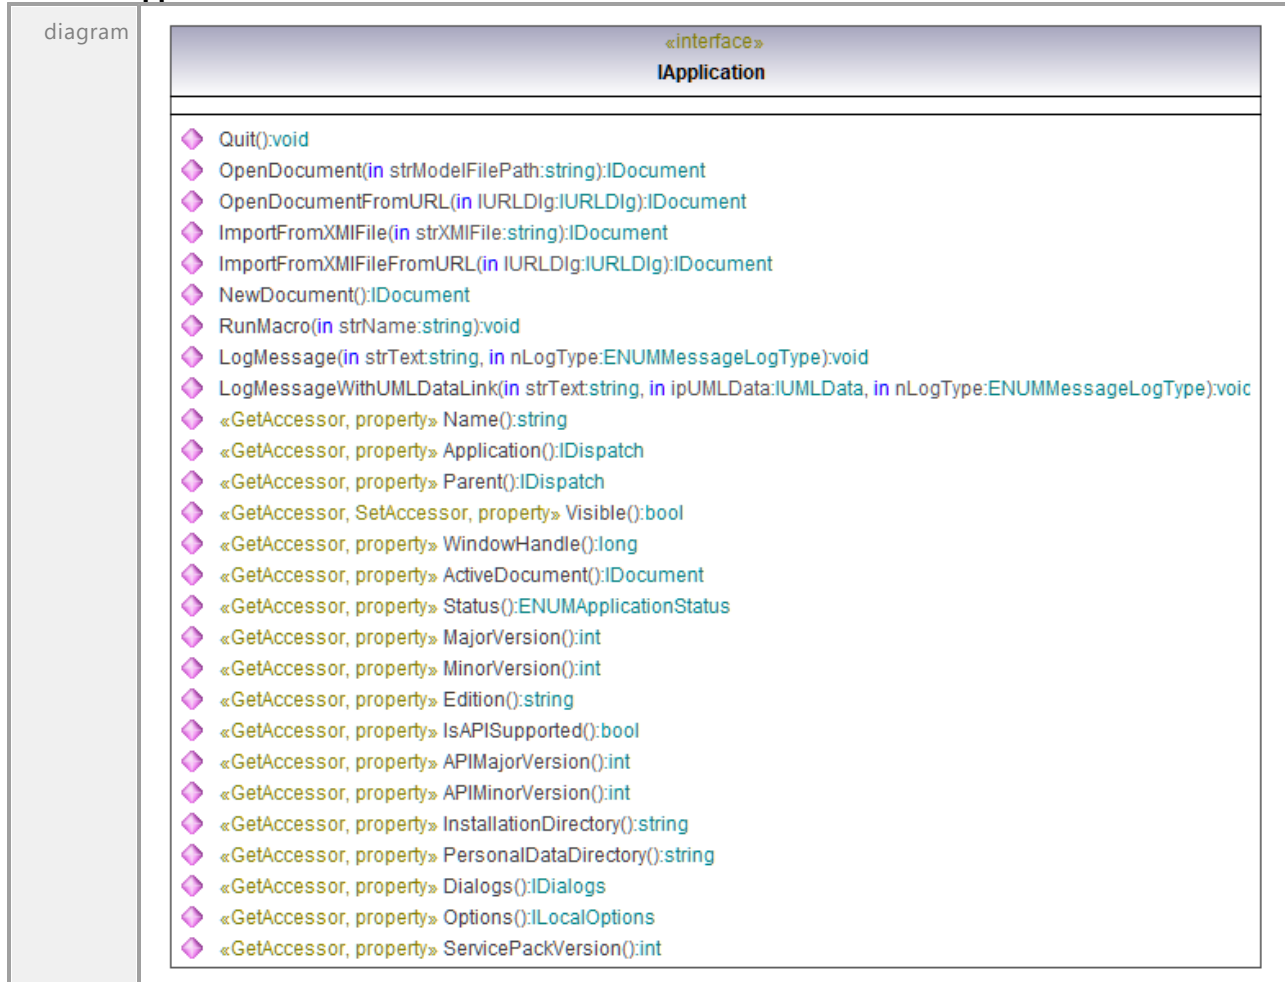 diagram
«interface»
IApplication
Quit():void
OpenDocument(in strModelFilePath:string):IDocument
OpenDocumentFromURL(in IURLDlg:IURLDlg):IDocument
ImportFromXMIFile(in strXMIFile:string):IDocument
ImportFromXMIFileFromURL(in IURLDlg:IURLDlg):IDocument
NewDocument():IDocument
RunMacro(in strName:string):void
LogMessage(in strText:string, in nLogType:ENUMMessageLogType):void
LogMessageWithUMLDataLink(in strText:string, in ipUMLData:IUMLData, in nLogType:ENUMMessageLogType):voic
«GetAccessor, property» Name():string
«GetAccessor, property» Application():IDispatch
«GetAccessor, property» Parent():IDispatch
«GetAccessor, SetAccessor, property» Visible():bool
«GetAccessor, property» WindowHandle():long
«GetAccessor, property» ActiveDocument():IDocument
«GetAccessor, property» Status():ENUMApplicationStatus
«GetAccessor, property» MajorVersion():int
«GetAccessor, property» MinorVersion():int
«GetAccessor, property» Edition():string
«GetAccessor, property» IsAPISupported():bool
«GetAccessor, property» APIMajorVersion():int
«GetAccessor, property» APIMinorVersion():int
«GetAccessor, property» InstallationDirectory():string
«GetAccessor, property» PersonalDataDirectory():string
«GetAccessor, property» Dialogs():IDialogs
«GetAccessor, property» Options():ILocalOptions
«GetAccessor, property» ServicePackVersion():int